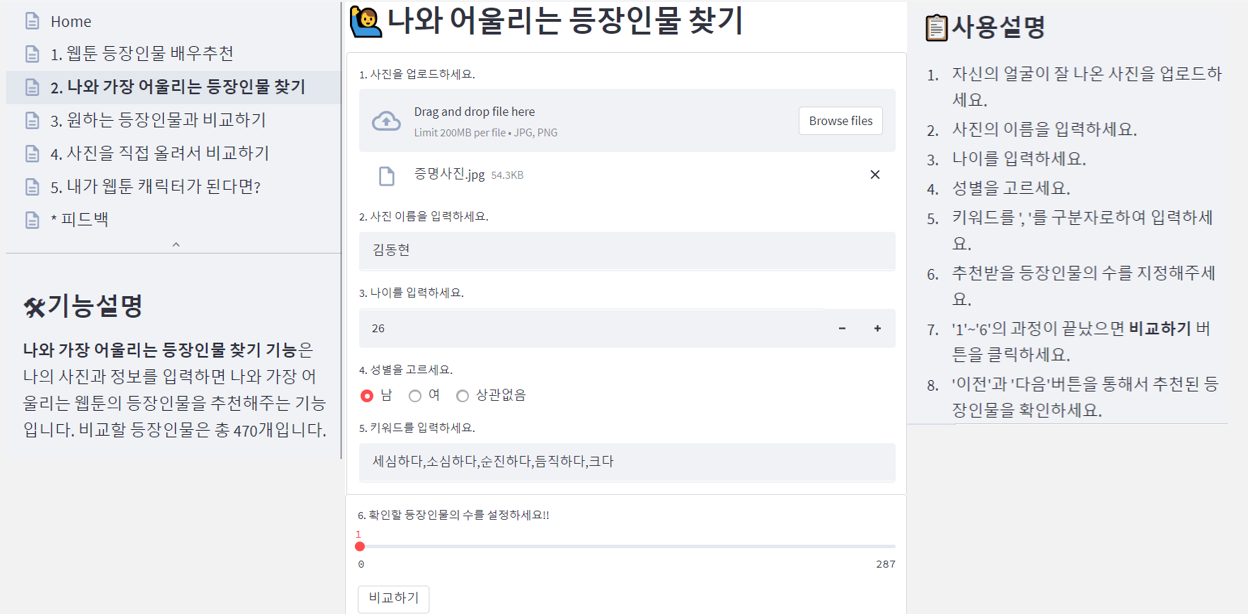 Home
1. 웹툰 등장인물 배우추천
2. 나와 가장 어울리는 등장인물 찾기
3. 원하는 등장인물과 비교하기
4. 사진을 직접 올려서 비교하기
5. 내가 웹툰 캐릭터가 된다면?
* 피드백
기능설명
나와 가장 어울리는 등장인물 찾기 기능은
나의 사진과 정보를 입력하면 나와 가장 어
울리는 웹툰의 등장인물을 추천해주는 기능
입니다. 비교할 등장인물은 총 470개입니다.
나와 어울리는 등장인물 찾기
1. 사진을 업로드하세요.
Drag and drop file here
Limit 200MB per file • JPG, PNG
Browse files
증명사진.jpg 54.3KB
2. 사진 이름을 입력하세요.
김동현
3. 나이를 입력하세요.
26
4. 성별을 고르세요.
남 여 상관없음
5. 키워드를 입력하세요.
세심하다,소심하다,순진하다,듬직하다,크다
6. 확인할 등장인물의 수를 설정하세요!!
1
0 287
비교하기
사용설명
1. 자신의 얼굴이 잘 나온 사진을 업로드하
세요.
2. 사진의 이름을 입력하세요.
3. 나이를 입력하세요.
4. 성별을 고르세요.
5. 키워드를 ', '를 구분자로하여 입력하세
요.
6. 추천받을 등장인물의 수를 지정해주세
요.
7. '1'~'6'의 과정이 끝났으면 비교하기 버
튼을 클릭하세요.
8. '이전'과 '다음'버튼을 통해서 추천된 등
장인물을 확인하세요.